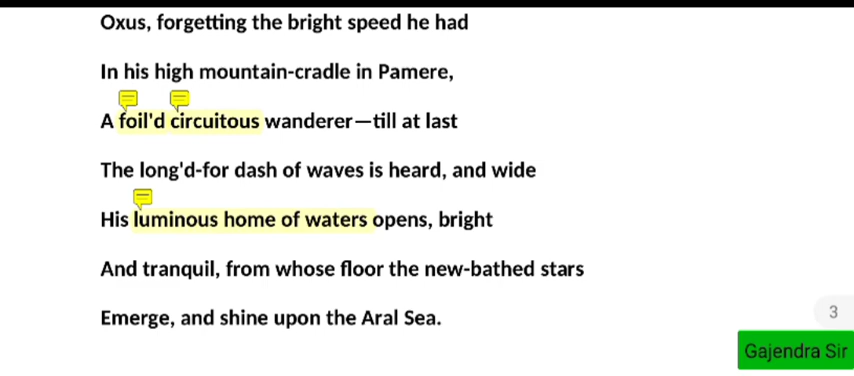 Oxus, forgetting the bright speed he had
In his high mountain-cradle in Pamere,
A foil'd circuitous wanderer—till at last
The long'd-for dash of waves is heard, and wide
His luminous home of waters opens, bright
And tranquil, from whose floor the new-bathed stars
Emerge, and shine upon the Aral Sea.
3
Gajendra Sir